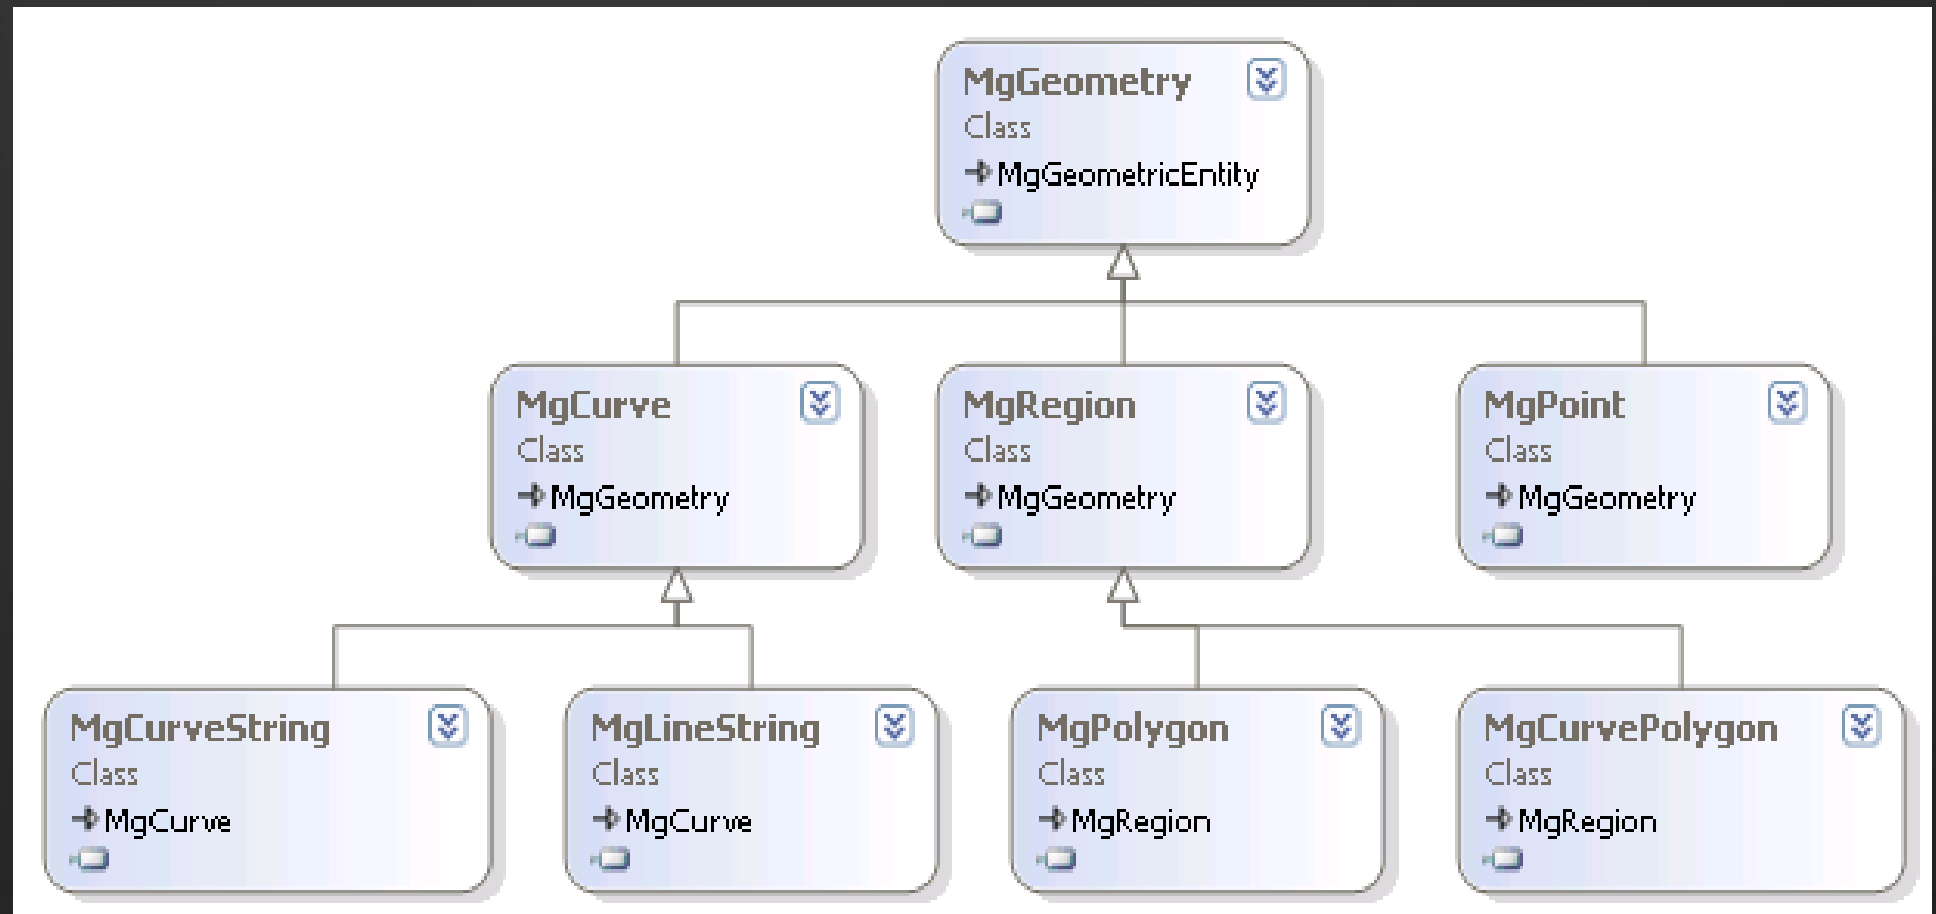 MgGeometry
Class
MgGeometricEntity
MgCurve
Class
MgGeometry
MgRegion
Class
MgGeometry
MgPoint
Class
MgGeometry
MgCurveString
Class
MgCurve
MgLineString
Class
MgCurve
MgPolygon
Class
MgRegion
MgCurvePolygon
Class
MgRegion